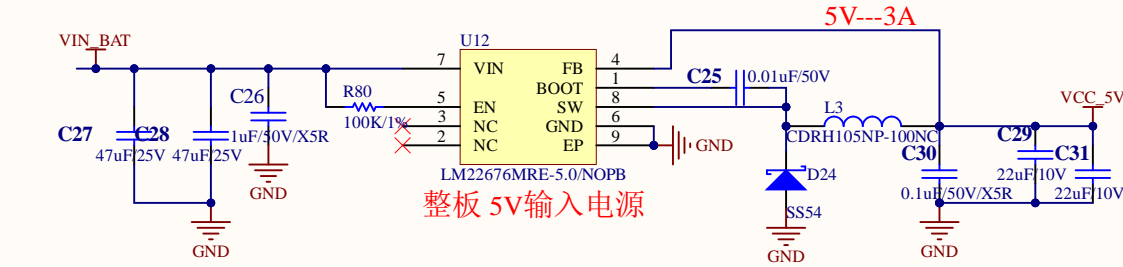 5V---3A
VIN_BAT
U12
7 VIN FB 4
BOOT 1
C25 0.01uF/50V
R80
100K/1%
5 EN SW 8
3 NC GND 6
2 NC EP 9
GND
LM22676MRE-5.0/NOPB
C27
47uF/25V
C28
47uF/25V
C26
1uF/50V/X5R
GND
GND
整板 5V输入电源
L3
CDRH105NP-100NC
D24
SS54
GND
VCC_5V
C30
0.1uF/50V/X5R
C29
22uF/10V
C31
22uF/10V
GND